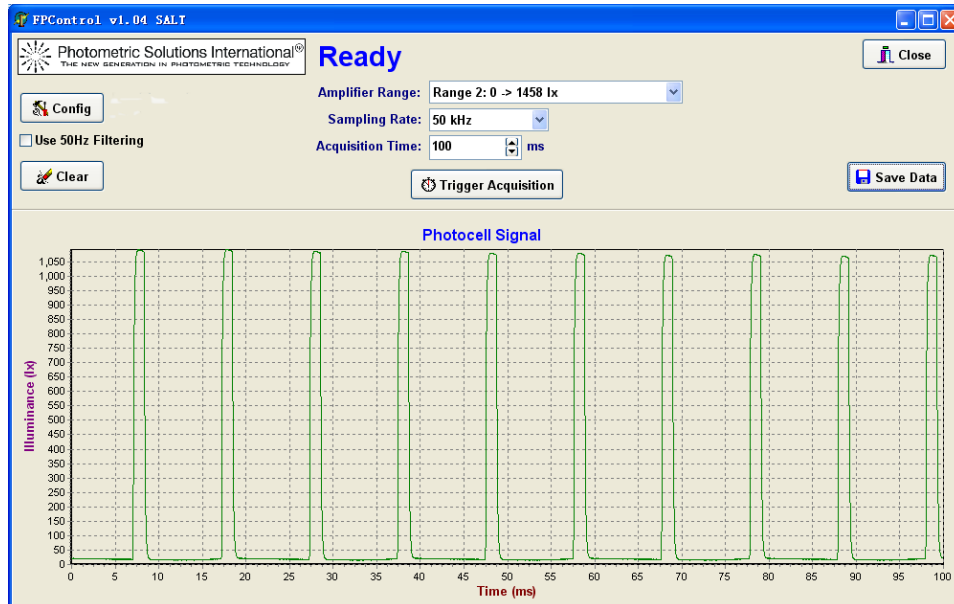 FPControl v1.04 SALT
Photometric Solutions International®
THE NEW GENERATION IN PHOTOMETRIC TECHNOLOGY
Ready
Close
Amplifier Range: Range 2: 0 -> 1458 lx
Config
Sampling Rate: 50 kHz
Use 50Hz Filtering
Acquisition Time: 100 ms
Clear
Trigger Acquisition
Save Data
Photocell Signal
Illuminance (lx)
1,050
1,000
950
900
850
800
750
700
650
600
550
500
450
400
350
300
250
200
150
100
50
0
0 5 10 15 20 25 30 35 40 45 50 55 60 65 70 75 80 85 90 95 100
Time (ms)